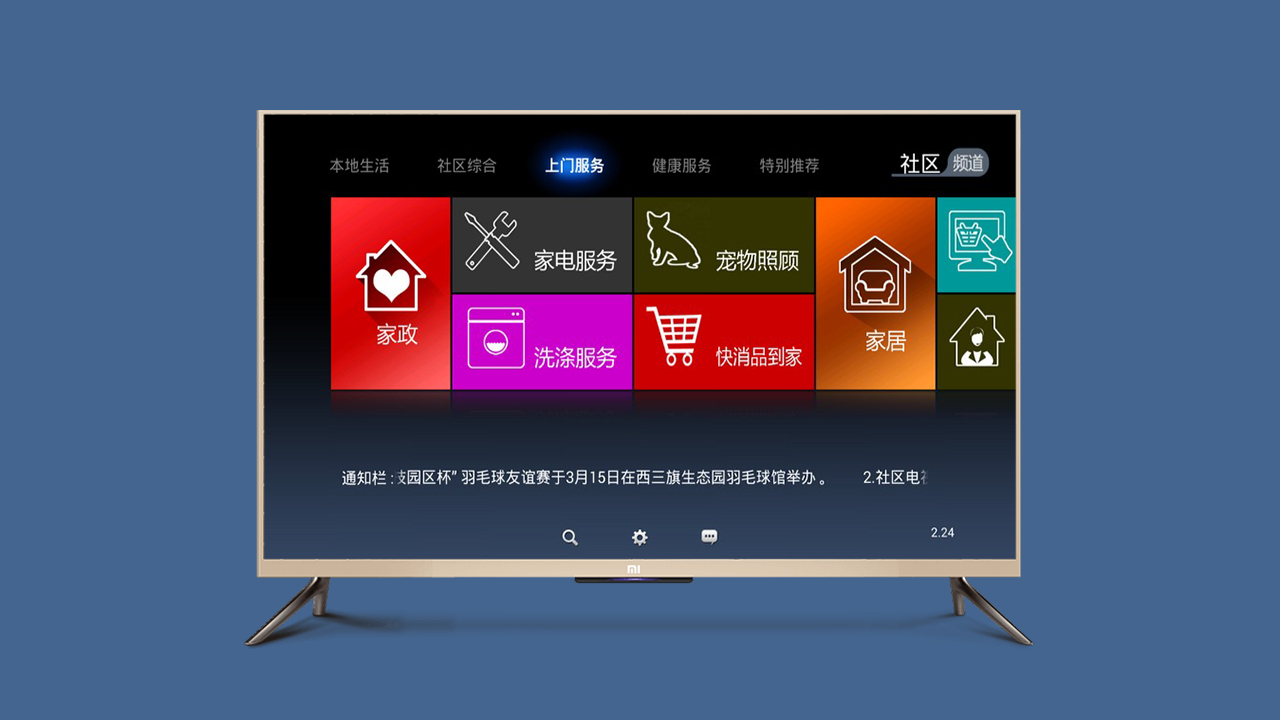 本地生活
社区综合
上门服务
健康服务
特别推荐
社区 频道
家政
家电服务
宠物照顾
家居
洗涤服务
快消品到家
通知栏 : 园区杯” 羽毛球友谊赛于3月15日在西三旗生态园羽毛球馆举办 。
2.社区电
2.24
MI